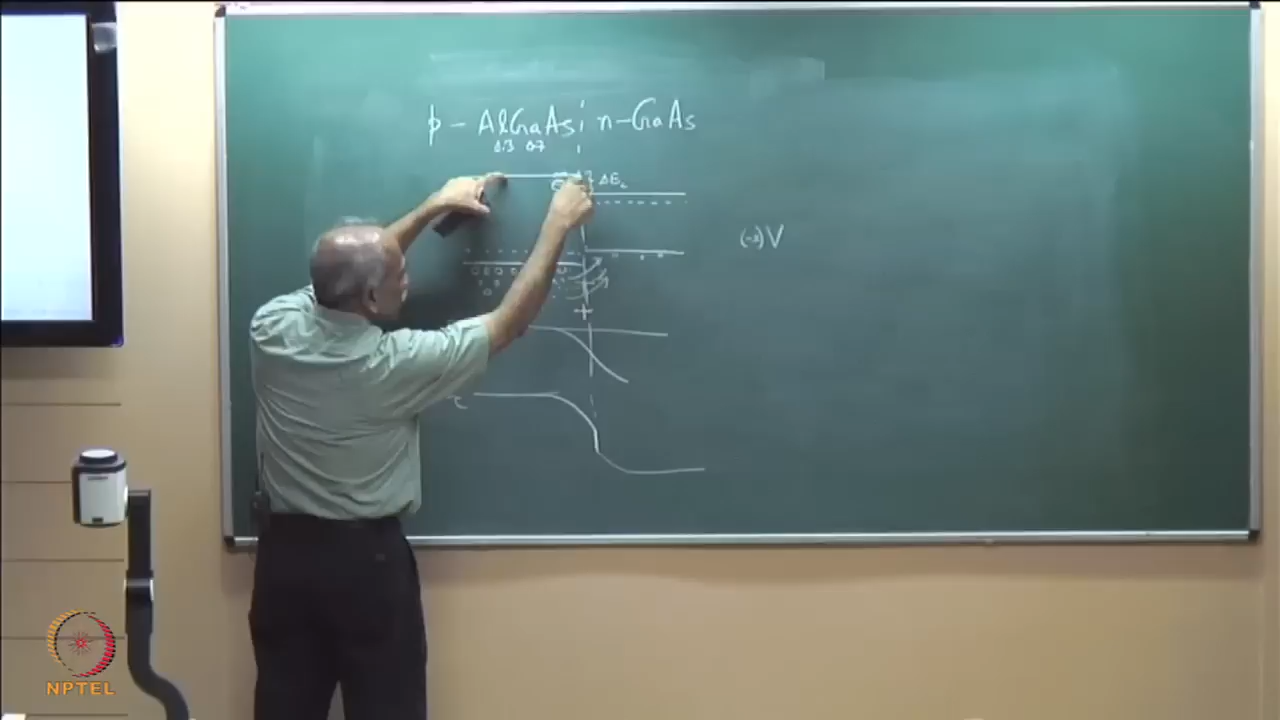 p - AlGaAs n-GaAs
0.3 0.7
ΔEc
(-e)V
NPTEL